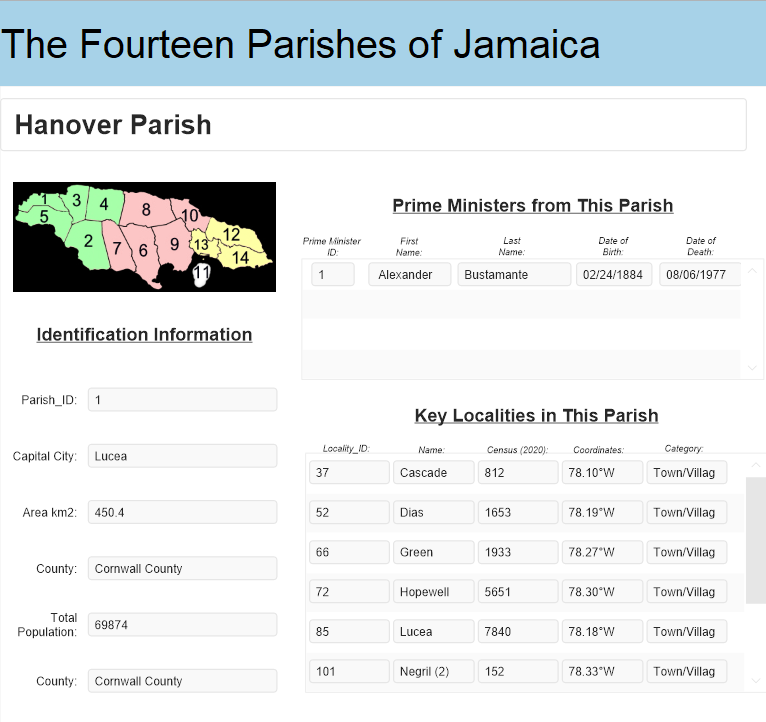 The Fourteen Parishes of Jamaica
Hanover Parish
1 3 4 8 10 5 2 7 6 9 13 12 14 11
Identification Information
Parish_ID: 1
Capital City: Lucea
Area km2: 450.4
County: Cornwall County
Total
Population: 69874
County: Cornwall County
Prime Ministers from This Parish
Prime Minister ID: First Name: Last Name: Date of Birth: Date of Death:
1 Alexander Bustamante 02/24/1884 08/06/1977
Key Localities in This Parish
Locality_ID: Name: Census (2020): Coordinates: Category:
37 Cascade 812 78.10°W Town/Villag
52 Dias 1653 78.19°W Town/Villag
66 Green 1933 78.27°W Town/Villag
72 Hopewell 5651 78.30°W Town/Villag
85 Lucea 7840 78.18°W Town/Villag
101 Negril (2) 152 78.33°W Town/Villag